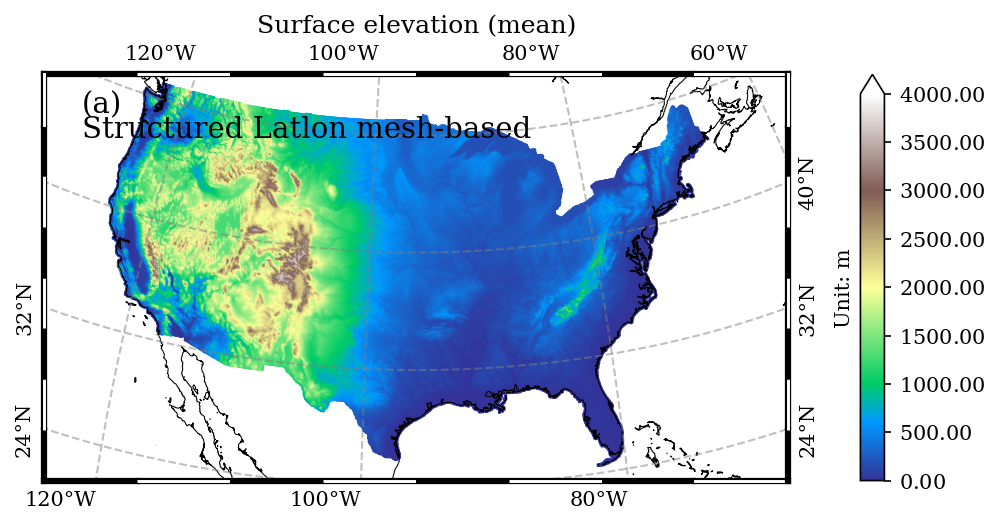 Surface elevation (mean)
120°W 100°W 80°W 60°W
(a)
Structured Latlon mesh-based
40°N
32°N
24°N
32°N
24°N
120°W 100°W 80°W
Unit: m
4000.00
3500.00
3000.00
2500.00
2000.00
1500.00
1000.00
500.00
0.00